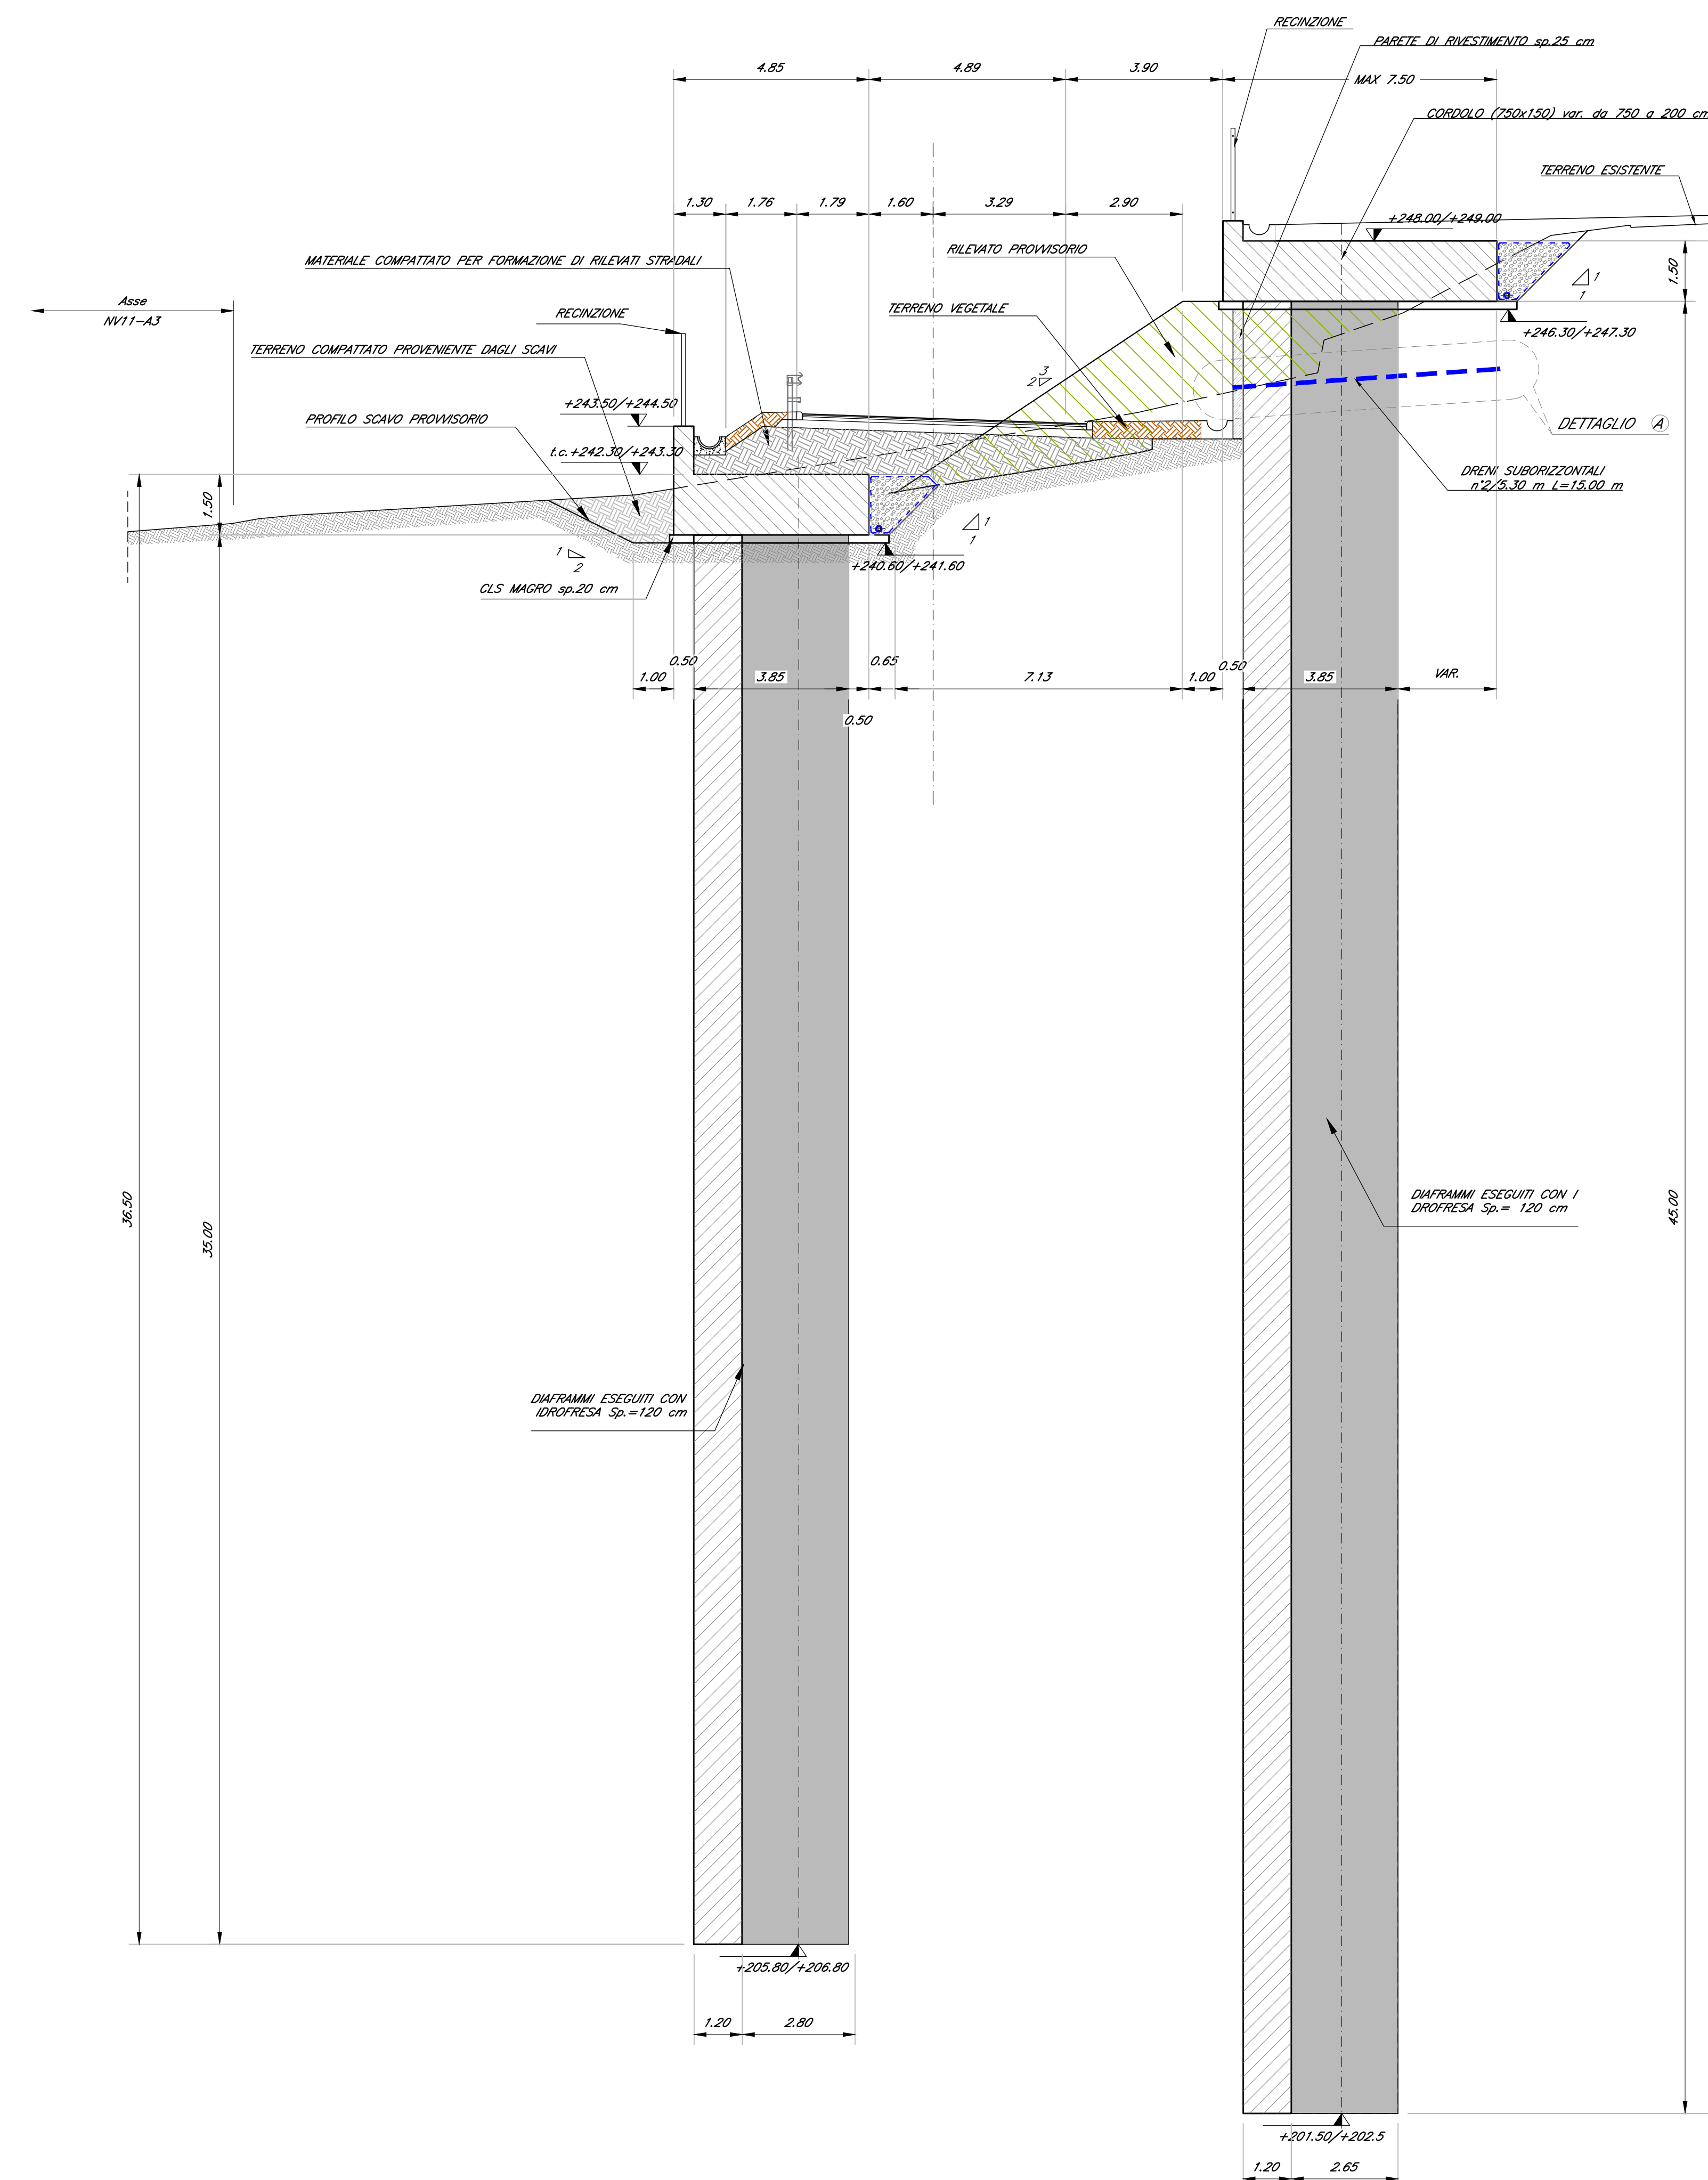 RECINZIONE
PARETE DI RIVESTIMENTO sp.25 cm
4.85
4.89
3.90
MAX 7.50
CORDOLO (750x150) var. da 750 a 200 cm
TERRENO ESISTENTE
1.30
1.76
1.79
1.60
3.29
2.90
+248.00/+249.00
MATERIALE COMPATTATO PER FORMAZIONE DI RILEVATI STRADALI
RILEVATO PROVVISORIO
1.50
1
1
Asse
NV11-A3
RECINZIONE
TERRENO VEGETALE
+246.30/+247.30
TERRENO COMPATTATO PROVENIENTE DAGLI SCAVI
3
2
+243.50/+244.50
PROFILO SCAVO PROVVISORIO
DETTAGLIO A
t.c.+242.30/+243.30
DRENI SUBORIZZONTALI
n°2/5.30 m L=15.00 m
1.50
1
1
1
2
+240.60/+241.60
CLS MAGRO sp.20 cm
0.50
0.65
0.50
1.00
3.85
7.13
1.00
3.85
VAR.
0.50
36.50
35.00
45.00
DIAFRAMMI ESEGUITI CON I
DROFRESA Sp.= 120 cm
DIAFRAMMI ESEGUITI CON
IDROFRESA Sp.=120 cm
+205.80/+206.80
1.20
2.80
+201.50/+202.5
1.20
2.65